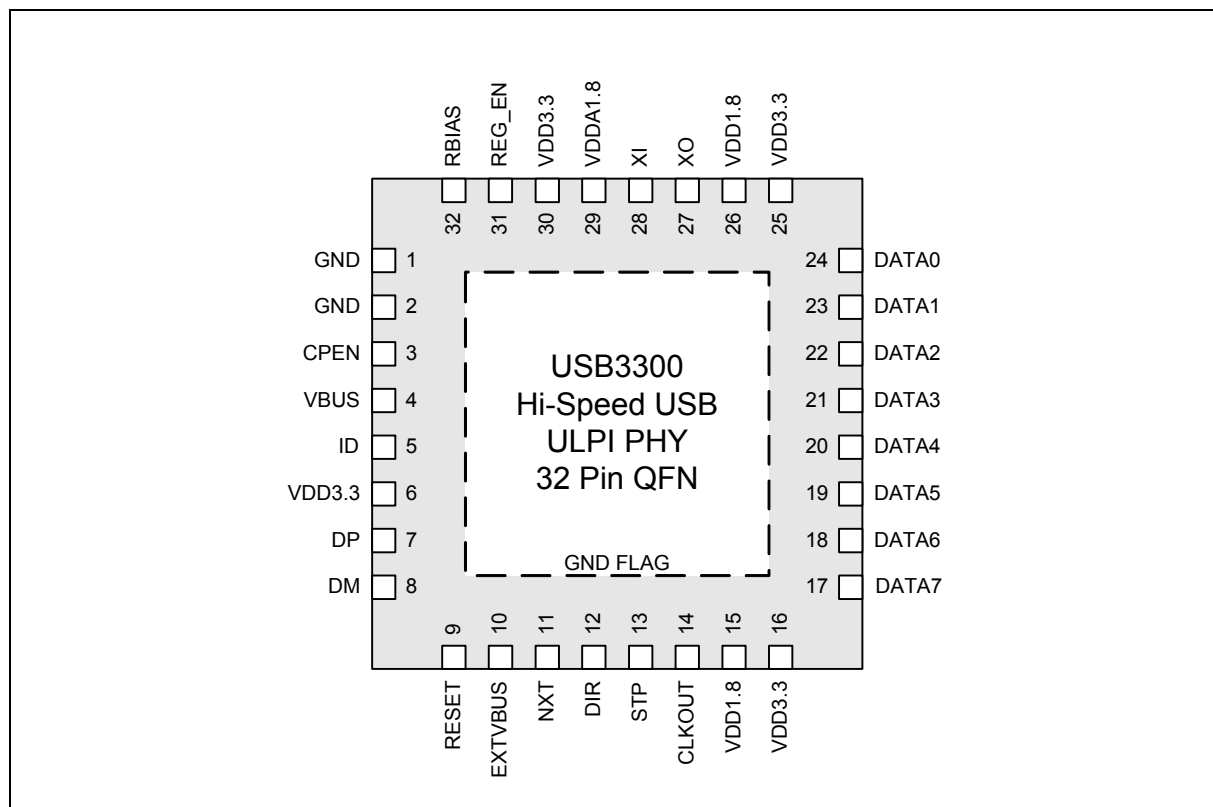 RBIAS
REG_EN
VDD3.3
VDDA1.8
XI
XO
VDD1.8
VDD3.3
32
31
30
29
28
27
26
25
GND 1
GND 2
CPEN 3
VBUS 4
ID 5
VDD3.3 6
DP 7
DM 8
USB3300
Hi-Speed USB
ULPI PHY
32 Pin QFN
GND FLAG
24 DATA0
23 DATA1
22 DATA2
21 DATA3
20 DATA4
19 DATA5
18 DATA6
17 DATA7
9
10
11
12
13
14
15
16
RESET
EXTVBUS
NXT
DIR
STP
CLKOUT
VDD1.8
VDD3.3